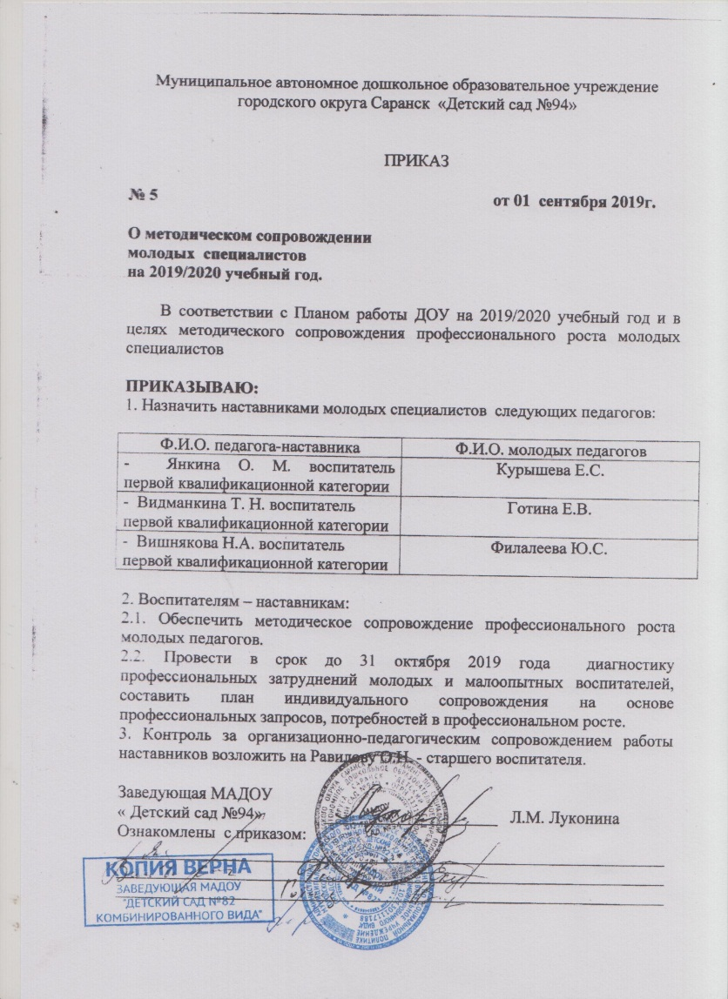 Муниципальное автономное дошкольное образовательное учреждение
городского округа Саранск «Детский сад №94»
ПРИКАЗ
№ 5 от 01 сентября 2019г.
О методическом сопровождении
молодых специалистов
на 2019/2020 учебный год.
В соответствии с Планом работы ДОУ на 2019/2020 учебный год и в
целях методического сопровождения профессионального роста молодых
специалистов
ПРИКАЗЫВАЮ:
1. Назначить наставниками молодых специалистов следующих педагогов:
Ф.И.О. педагога-наставника Ф.И.О. молодых педагогов
- Янкина О. М. воспитатель Курышева Е.С.
первой квалификационной категории
- Видманкина Т. Н. воспитатель Готина Е.В.
первой квалификационной категории
- Вишнякова Н.А. воспитатель Филалеева Ю.С.
первой квалификационной категории
2. Воспитателям – наставникам:
2.1. Обеспечить методическое сопровождение профессионального роста
молодых педагогов.
2.2. Провести в срок до 31 октября 2019 года диагностику
профессиональных затруднений молодых и малоопытных воспитателей,
составить план индивидуального сопровождения на основе
профессиональных запросов, потребностей в профессиональном росте.
3. Контроль за организационно-педагогическим сопровождением работы
наставников возложить на Равилову О.Н. - старшего воспитателя.
Заведующая МАДОУ
« Детский сад №94» Л.М. Луконина
Ознакомлены с приказом:
КОПИЯ ВЕРНА
ЗАВЕДУЮЩАЯ МАДОУ
"ДЕТСКИЙ САД №82
КОМБИНИРОВАННОГО ВИДА"